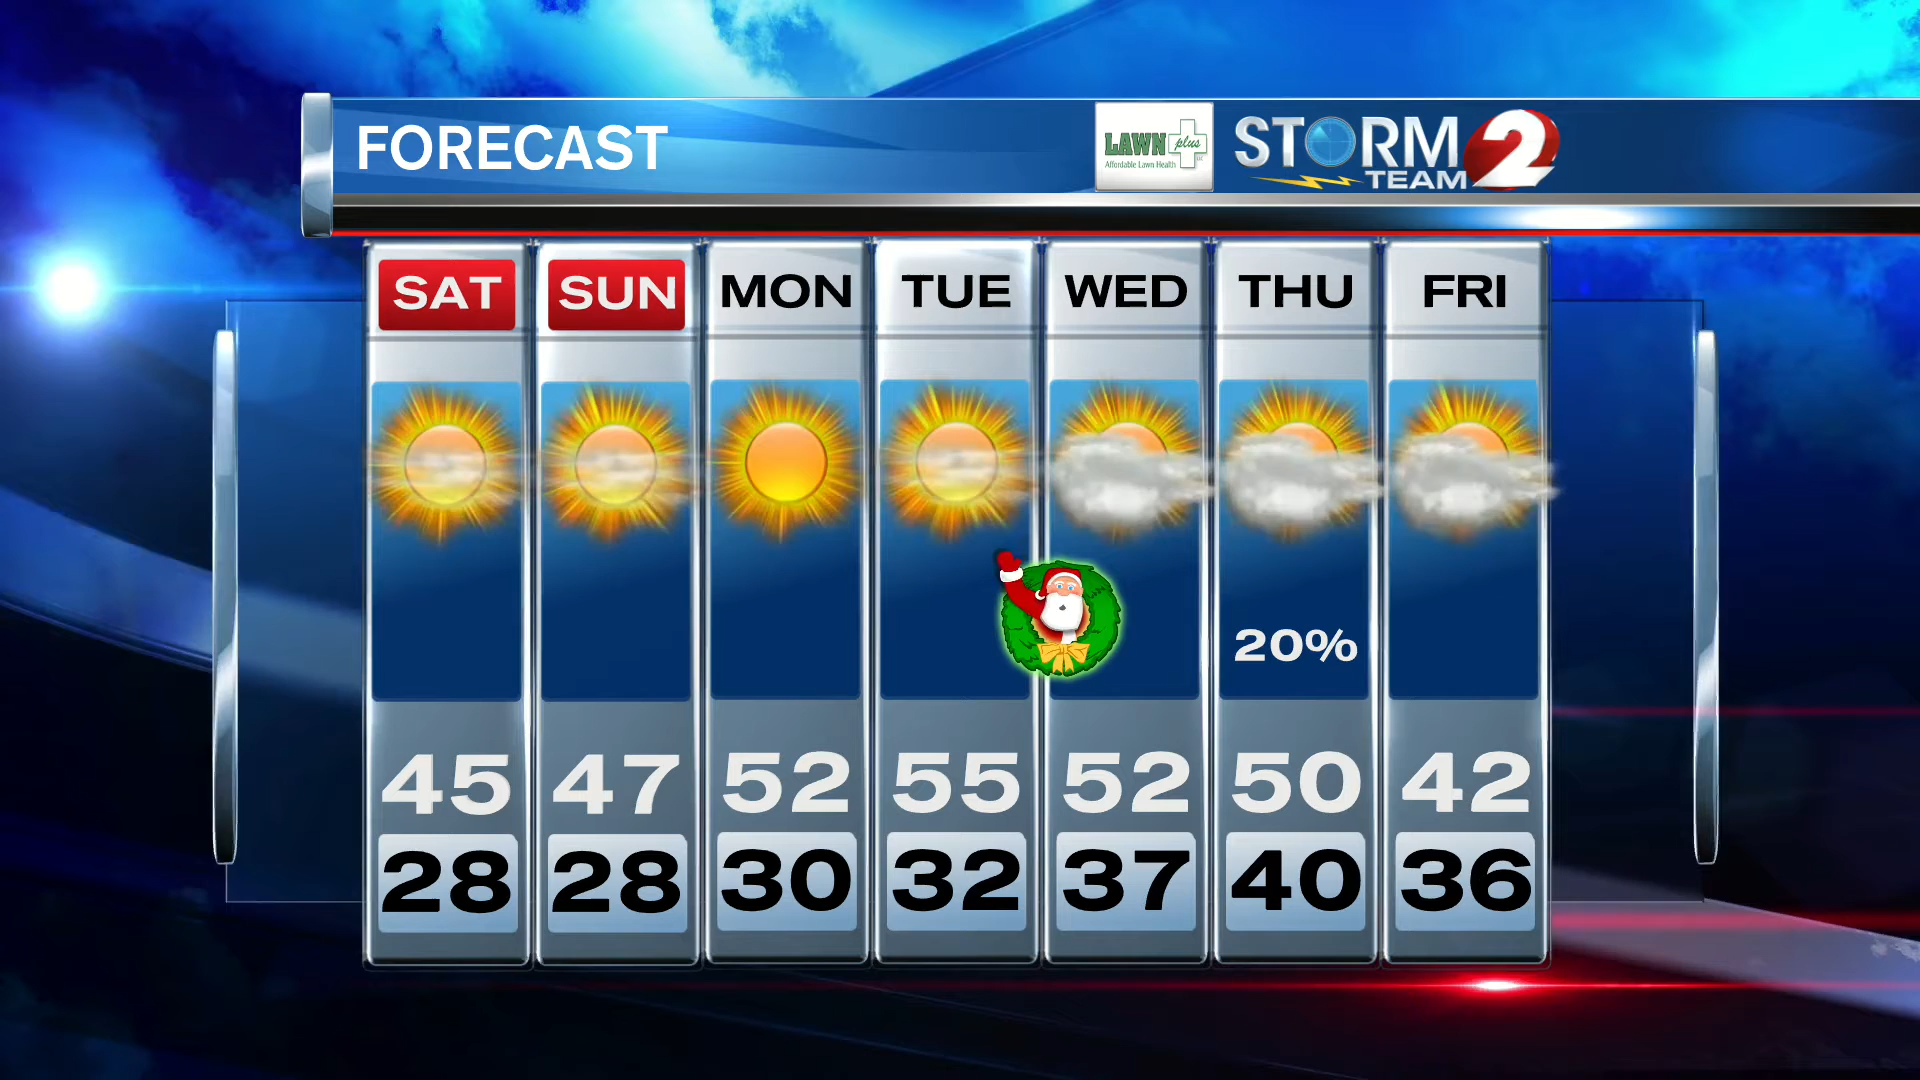 FORECAST
LAWN plus
Affordable Lawn Health
STORM 2
TEAM
SAT SUN MON TUE WED THU FRI
20%
45 47 52 55 52 50 42
28 28 30 32 37 40 36